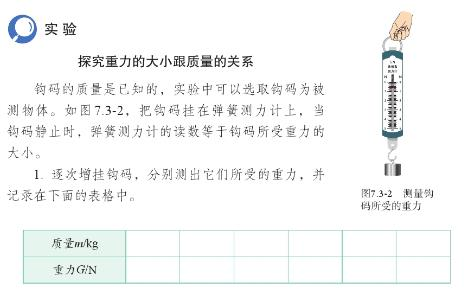 实验
探究重力的大小跟质量的关系
钩码的质量是已知的，实验中可以选取钩码为被
测物体。如图7.3-2，把钩码挂在弹簧测力计上，当
钩码静止时，弹簧测力计的读数等于钩码所受重力的
大小。
1. 逐次增挂钩码，分别测出它们所受的重力，并
记录在下面的表格中。
图7.3-2 测量钩
码所受的重力
质量m/kg
重力G/N